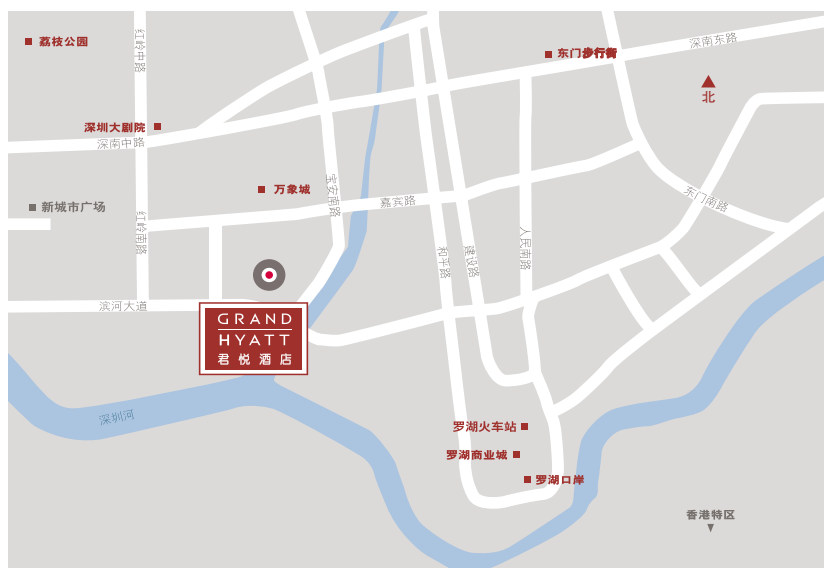 荔枝公园
红岭中路
东门步行街
深南东路
北
深圳大剧院
深南中路
万象城
宝安南路
嘉宾路
东门南路
新城市广场
红岭南路
人民南路
和平路
建设路
滨河大道
GRAND
HYATT
君悦酒店
深圳河
罗湖火车站
罗湖商业城
罗湖口岸
香港特区